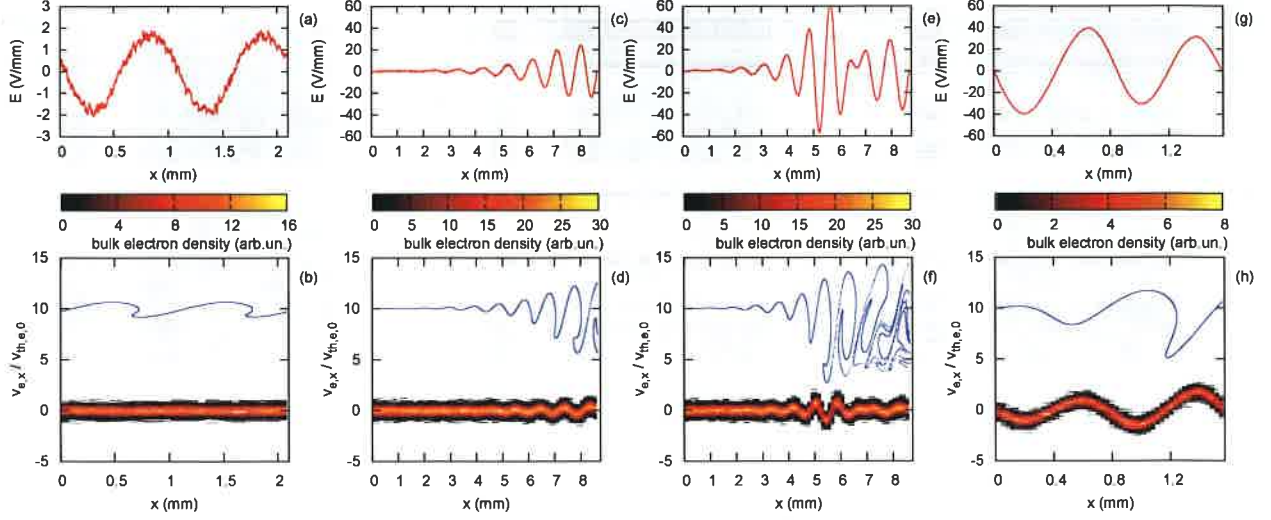 3 2 1 0 -1 -2 -3
E (V/mm)
0 0.5 1 1.5 2
x (mm)
(a)
60 40 20 0 -20 -40 -60
E (V/mm)
0 1 2 3 4 5 6 7 8
x (mm)
(c)
60 40 20 0 -20 -40 -60
E (V/mm)
0 1 2 3 4 5 6 7 8
x (mm)
(e)
60 40 20 0 -20 -40 -60
E (V/mm)
0 0.4 0.8 1.2
x (mm)
(g)
0 4 8 12 16
bulk electron density (arb.un.)
0 5 10 15 20 25 30
bulk electron density (arb.un.)
0 5 10 15 20 25 30
bulk electron density (arb.un.)
0 2 4 6 8
bulk electron density (arb.un.)
15 10 5 0 -5
v_e,x / v_th,e,0
0 0.5 1 1.5 2
x (mm)
(b)
15 10 5 0 -5
v_e,x / v_th,e,0
0 1 2 3 4 5 6 7 8
x (mm)
(d)
15 10 5 0 -5
v_e,x / v_th,e,0
0 1 2 3 4 5 6 7 8
x (mm)
(f)
15 10 5 0 -5
v_e,x / v_th,e,0
0 0.4 0.8 1.2
x (mm)
(h)